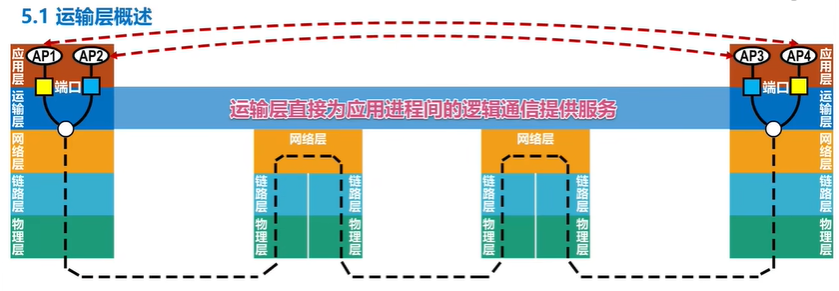 5.1 运输层概述
AP1
AP2
AP3
AP4
应用层
端口
端口
应用层
运输层
运输层直接为应用进程间的逻辑通信提供服务
运输层
网络层
网络层
网络层
网络层
链路层
链路层
链路层
链路层
链路层
链路层
物理层
物理层
物理层
物理层
物理层
物理层